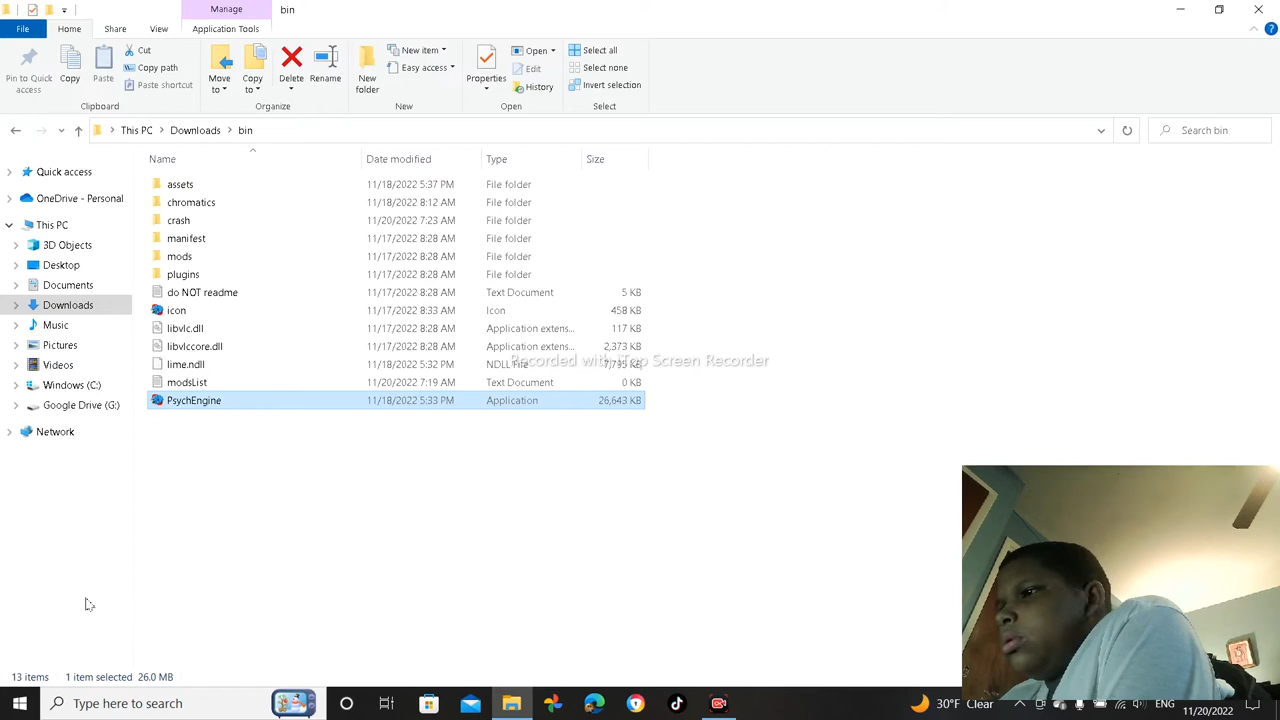 Manage
bin
File
Home
Share
View
Application Tools
Pin to Quick access
Copy
Paste
Cut
Copy path
Paste shortcut
Clipboard
Move to
Copy to
Delete
Rename
Organize
New folder
New item
Easy access
New
Properties
Open
Edit
History
Open
Select all
Select none
Invert selection
Select
This PC > Downloads > bin
Search bin
Name Date modified Type Size
Quick access
OneDrive - Personal
This PC
3D Objects
Desktop
Documents
Downloads
Music
Pictures
Videos
Windows (C:)
Google Drive (G:)
Network
assets 11/18/2022 5:37 PM File folder
chromatics 11/18/2022 8:12 AM File folder
crash 11/20/2022 7:23 AM File folder
manifest 11/17/2022 8:28 AM File folder
mods 11/17/2022 8:28 AM File folder
plugins 11/17/2022 8:28 AM File folder
do NOT readme 11/17/2022 8:28 AM Text Document 5 KB
icon 11/17/2022 8:33 AM Icon 458 KB
libvlc.dll 11/17/2022 8:28 AM Application extens... 117 KB
libvlccore.dll 11/17/2022 8:28 AM Application extens... 2,373 KB
lime.ndll 11/18/2022 5:32 PM NDLL File 7,795 KB
Recorded with iTop Screen Recorder
modsList 11/20/2022 7:19 AM Text Document 0 KB
PsychEngine 11/18/2022 5:33 PM Application 26,643 KB
13 items 1 item selected 26.0 MB
Type here to search
30°F Clear
ENG
11/20/2022